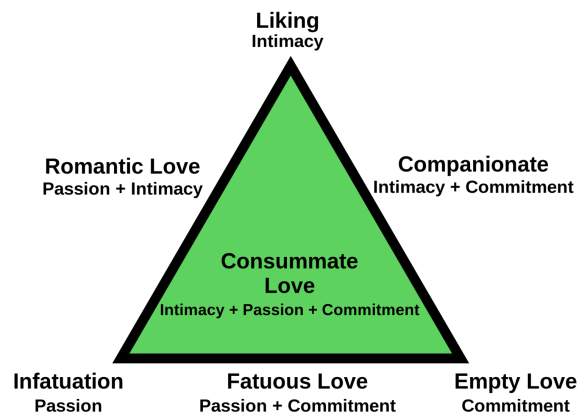 Liking
Intimacy
Romantic Love
Passion + Intimacy
Companionate
Intimacy + Commitment
Consummate
Love
Intimacy + Passion + Commitment
Infatuation
Passion
Fatuous Love
Passion + Commitment
Empty Love
Commitment